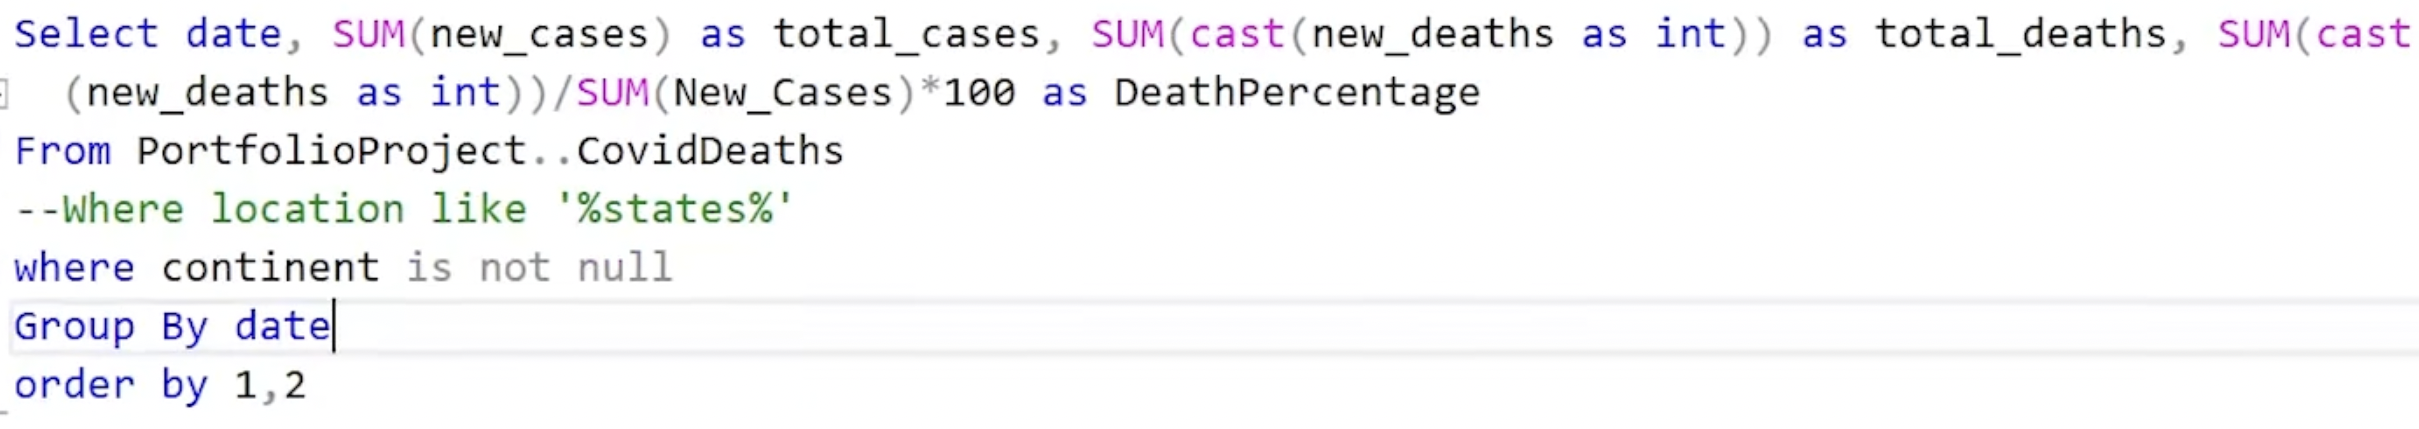 Select date, SUM(new_cases) as total_cases, SUM(cast(new_deaths as int)) as total_deaths, SUM(cast
(new_deaths as int))/SUM(New_Cases)*100 as DeathPercentage
From PortfolioProject..CovidDeaths
--Where location like '%states%'
where continent is not null
Group By date
order by 1,2